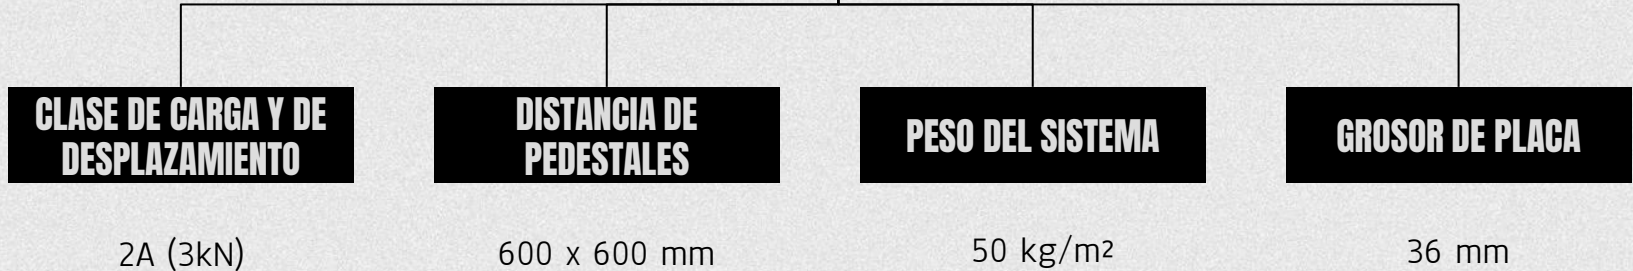 CLASE DE CARGA Y DE
DESPLAZAMIENTO
2A (3kN)
DISTANCIA DE
PEDESTALES
600 x 600 mm
PESO DEL SISTEMA
50 kg/m²
GROSOR DE PLACA
36 mm